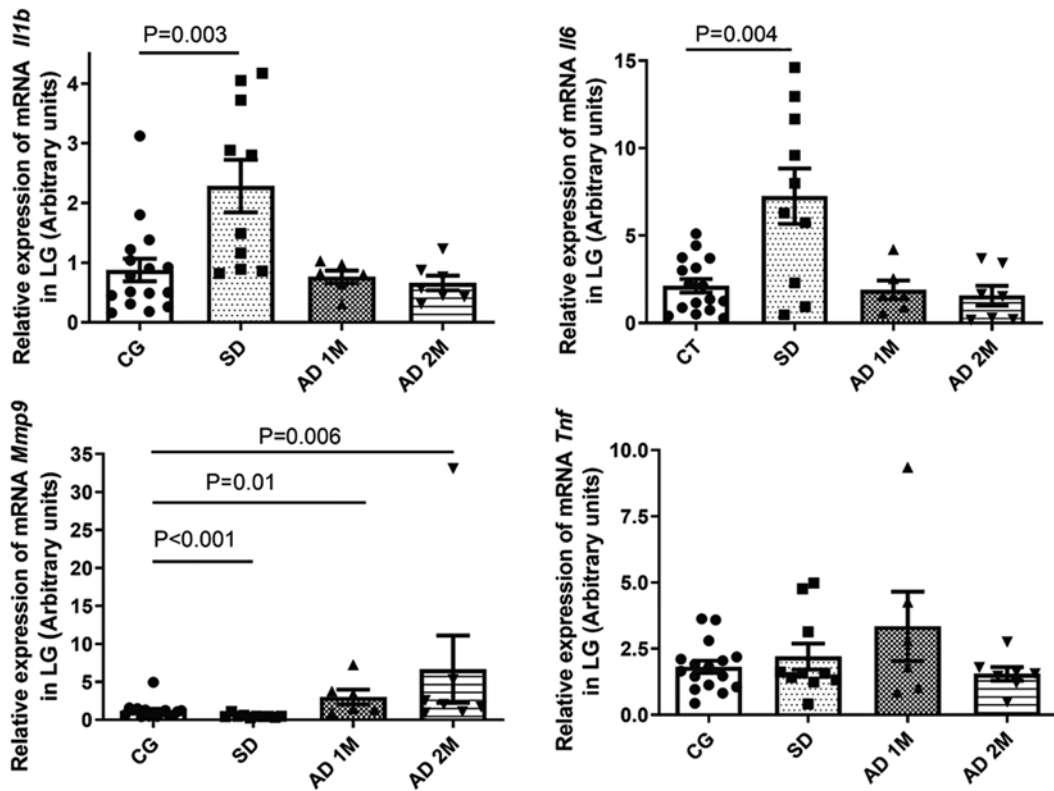 Relative expression of mRNA Il1b
in LG (Arbitrary units)
P=0.003
4
3
2
1
0
CG
SD
AD 1M
AD 2M
Relative expression of mRNA Il6
in LG (Arbitrary units)
P=0.004
15
10
5
0
CT
SD
AD 1M
AD 2M
Relative expression of mRNA Mmp9
in LG (Arbitrary units)
P=0.006
P=0.01
P<0.001
35
30
25
20
15
10
5
0
CG
SD
AD 1M
AD 2M
Relative expression of mRNA Tnf
in LG (Arbitrary units)
10.0
7.5
5.0
2.5
0.0
CG
SD
AD 1M
AD 2M